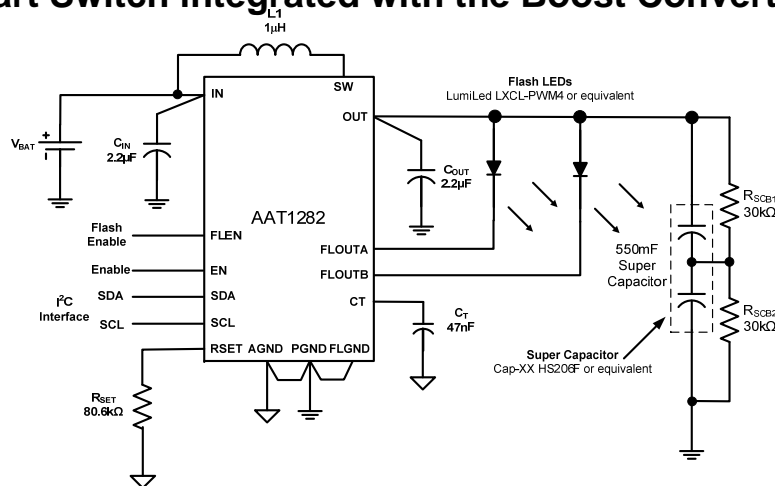 art Switch Integrated with the Boost Convert
L1
1µH
IN
SW
OUT
Flash LEDs
LumiLed LXCL-PWM4 or equivalent
VBAT
+
-
CIN
2.2µF
COUT
2.2µF
AAT1282
RSCB1
30kΩ
Flash
Enable
FLEN
FLOUTA
550mF
Super
Capacitor
Enable
EN
FLOUTB
I²C
Interface
SDA
SDA
CT
CT
47nF
SCL
SCL
RSCB2
30kΩ
RSET
AGND
PGND
FLGND
Super Capacitor
Cap-XX HS206F or equivalent
RSET
80.6kΩ